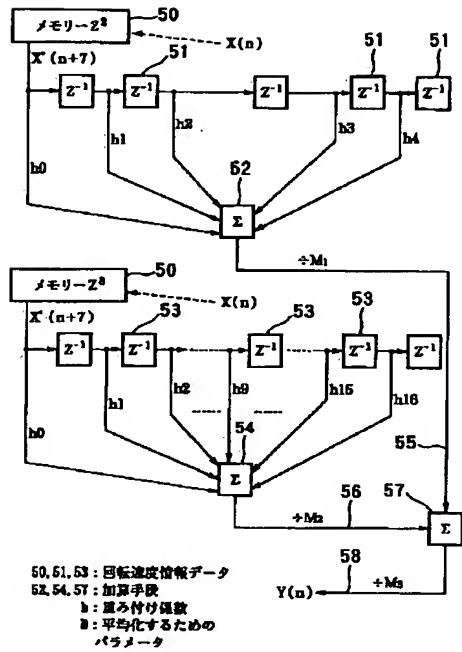 50
メモリーZ⁸
X(n)
X'(n+7)
51
51
51
Z⁻¹
Z⁻¹
Z⁻¹
Z⁻¹
Z⁻¹
h0
h1
h2
h3
h4
52
Σ
÷M₁
50
メモリーZ⁸
X(n)
X'(n+7)
53
53
53
Z⁻¹
Z⁻¹
Z⁻¹
Z⁻¹
Z⁻¹
h0
h1
h2
h9
h15
h16
54
Σ
55
56
57
÷M₂
Σ
58
Y(n)
÷M₃
50,51,53：回転速度情報データ
52,54,57：加算手段
h：重み付け係数
：平均化するための
パラメータ